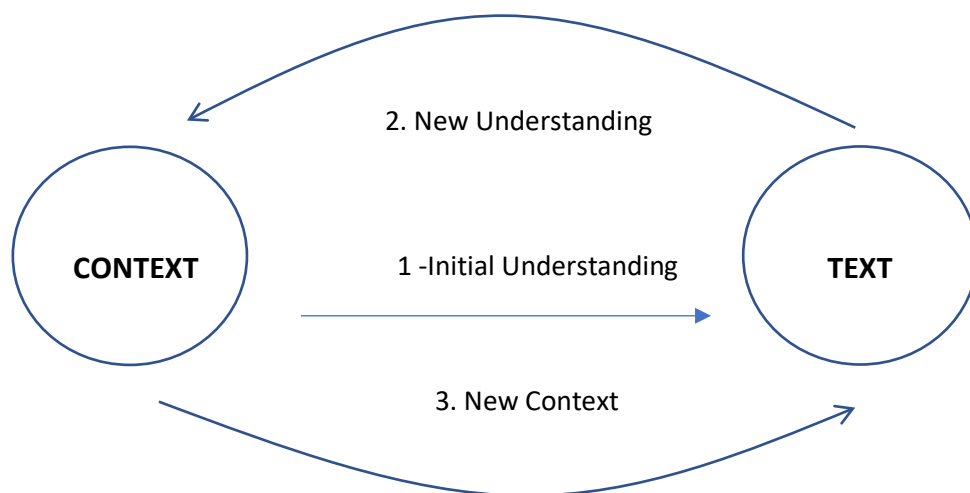 2. New Understanding
CONTEXT
1 -Initial Understanding
TEXT
3. New Context